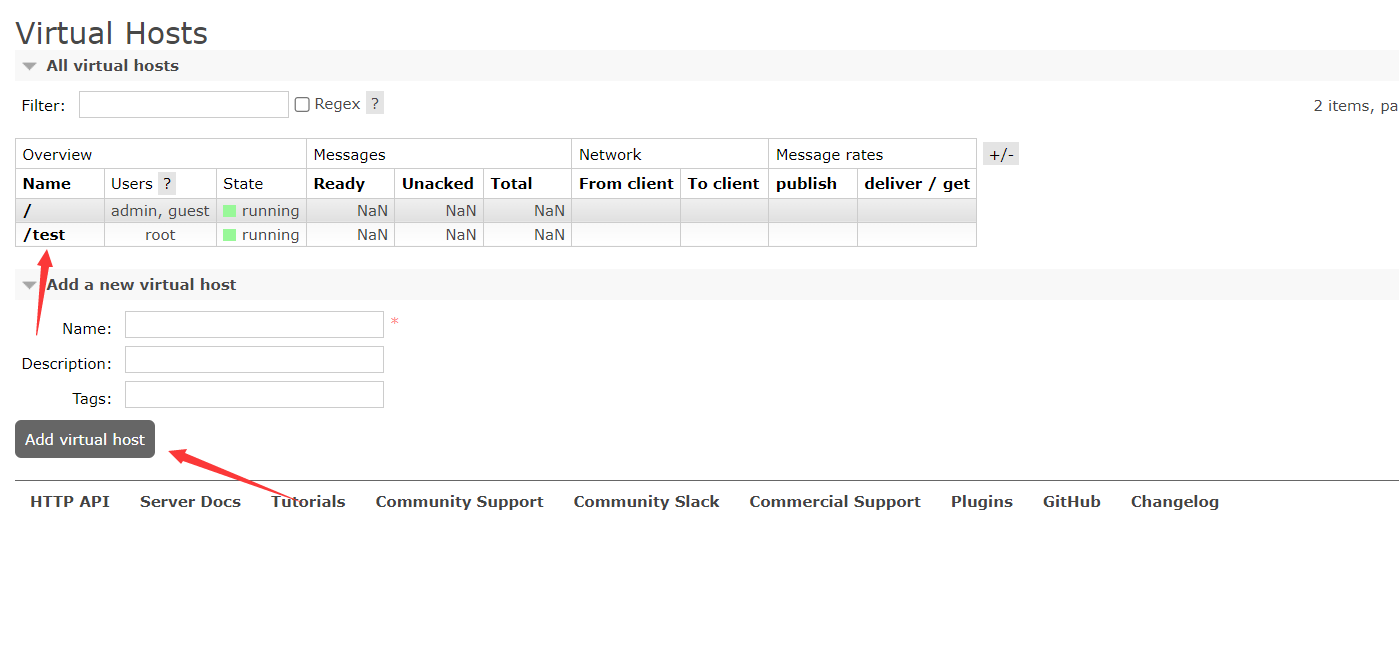 Virtual Hosts
All virtual hosts
Filter: Regex ? 2 items, pa
Overview Messages Network Message rates +/-
Name Users ? State Ready Unacked Total From client To client publish deliver / get
/ admin, guest running NaN NaN NaN
/test root running NaN NaN NaN
Add a new virtual host
Name: *
Description:
Tags:
Add virtual host
HTTP API Server Docs Tutorials Community Support Community Slack Commercial Support Plugins GitHub Changelog